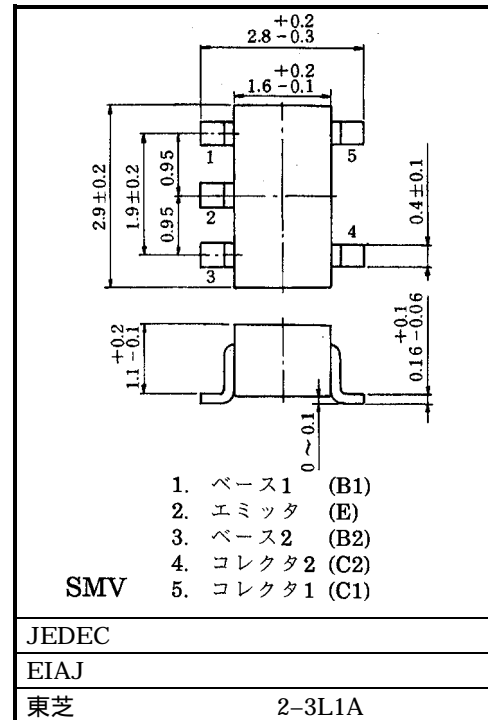 +0.2
2.8 -0.3
+0.2
1.6 -0.1
2.9±0.2
1.9±0.2
0.95
0.95
1
2
3
5
4
0.4±0.1
+0.2
1.1 -0.1
+0.1
0.16 -0.06
0~0.1
1. ベース1 (B1)
2. エミッタ (E)
3. ベース2 (B2)
4. コレクタ2 (C2)
SMV 5. コレクタ1 (C1)
JEDEC
EIAJ
東芝 2-3L1A